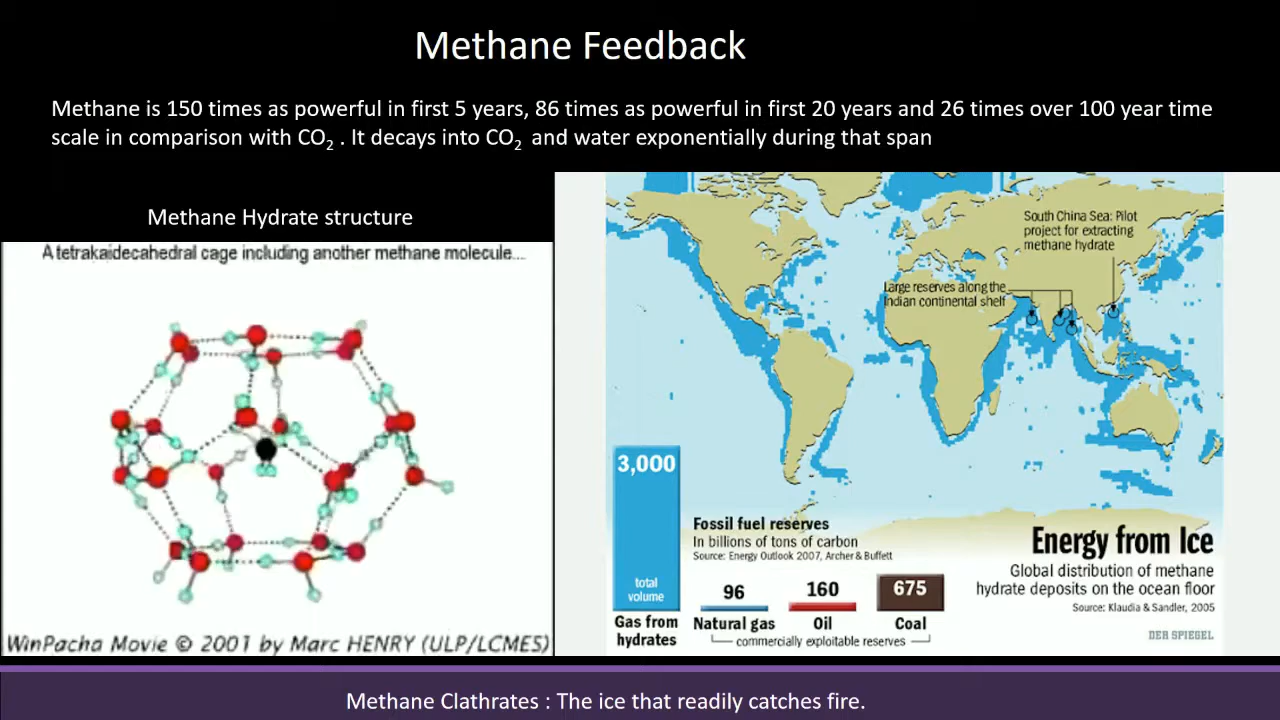 Methane Feedback
Methane is 150 times as powerful in first 5 years, 86 times as powerful in first 20 years and 26 times over 100 year time
scale in comparison with CO2 . It decays into CO2 and water exponentially during that span
Methane Hydrate structure
A tetrakaidecahedral cage including another methane molecule...
WinPacha Movie © 2001 by Marc HENRY (ULP/LCMES)
South China Sea: Pilot
project for extracting
methane hydrate
Large reserves along the
Indian continental shelf
3,000
total
volume
Gas from
hydrates
Fossil fuel reserves
In billions of tons of carbon
Source: Energy Outlook 2007, Archer & Buffett
96
160
675
Natural gas
Oil
Coal
commercially exploitable reserves
Energy from Ice
Global distribution of methane
hydrate deposits on the ocean floor
Source: Klaudia & Sandler, 2005
DER SPIEGEL
Methane Clathrates : The ice that readily catches fire.